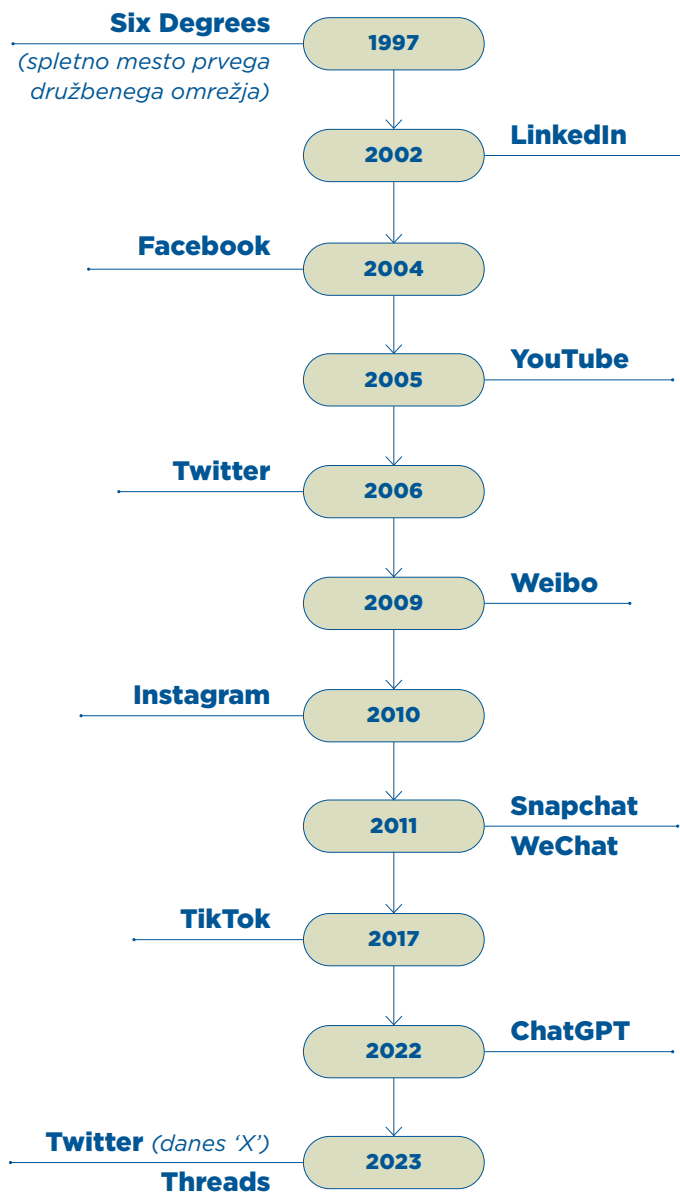 Six Degrees
1997
(spletno mesto prvega
družbenega omrežja)
2002
LinkedIn
Facebook
2004
2005
YouTube
Twitter
2006
2009
Weibo
Instagram
2010
2011
Snapchat
WeChat
TikTok
2017
2022
ChatGPT
Twitter (danes ‘X’)
2023
Threads